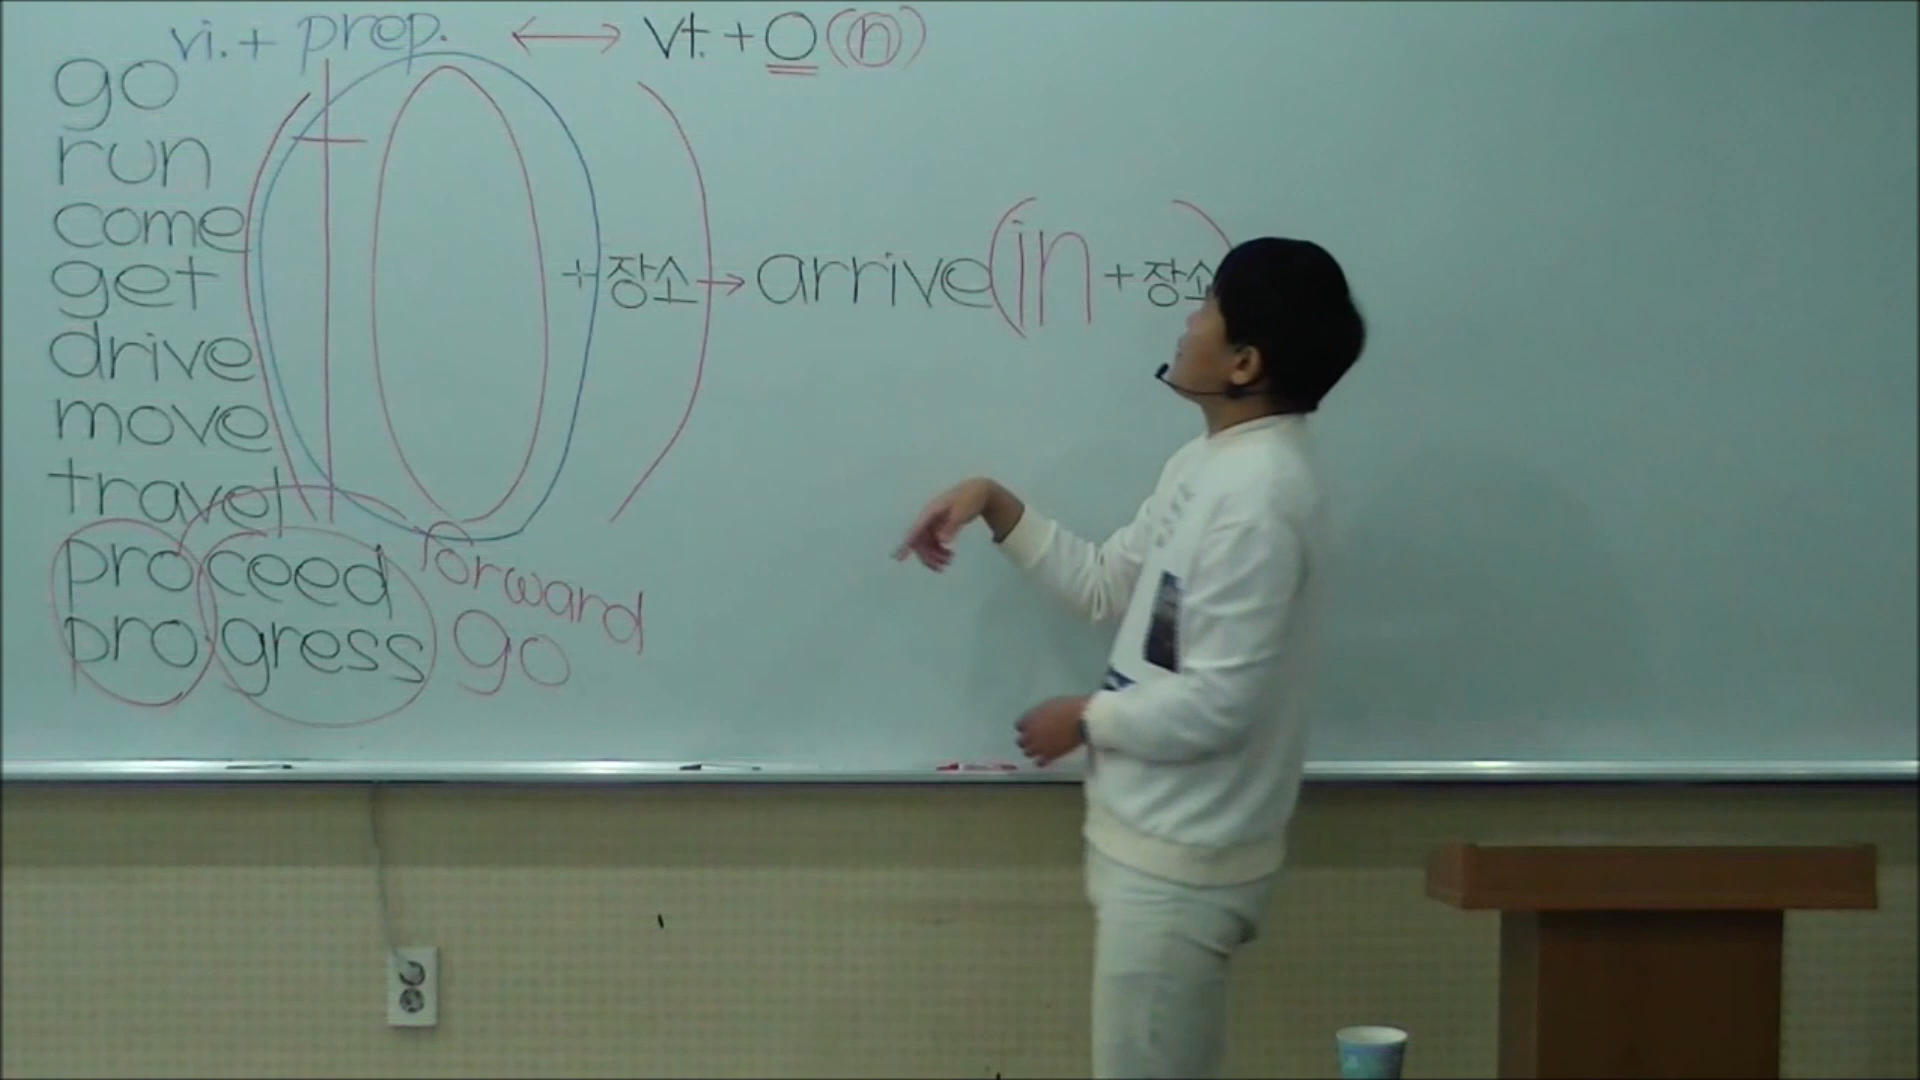 vi. + prep. ↔ vt. + O (n)
go
run
come
get
drive
move
travel
to + 장소 → arrive (in + 장소
proceed forward
progress go